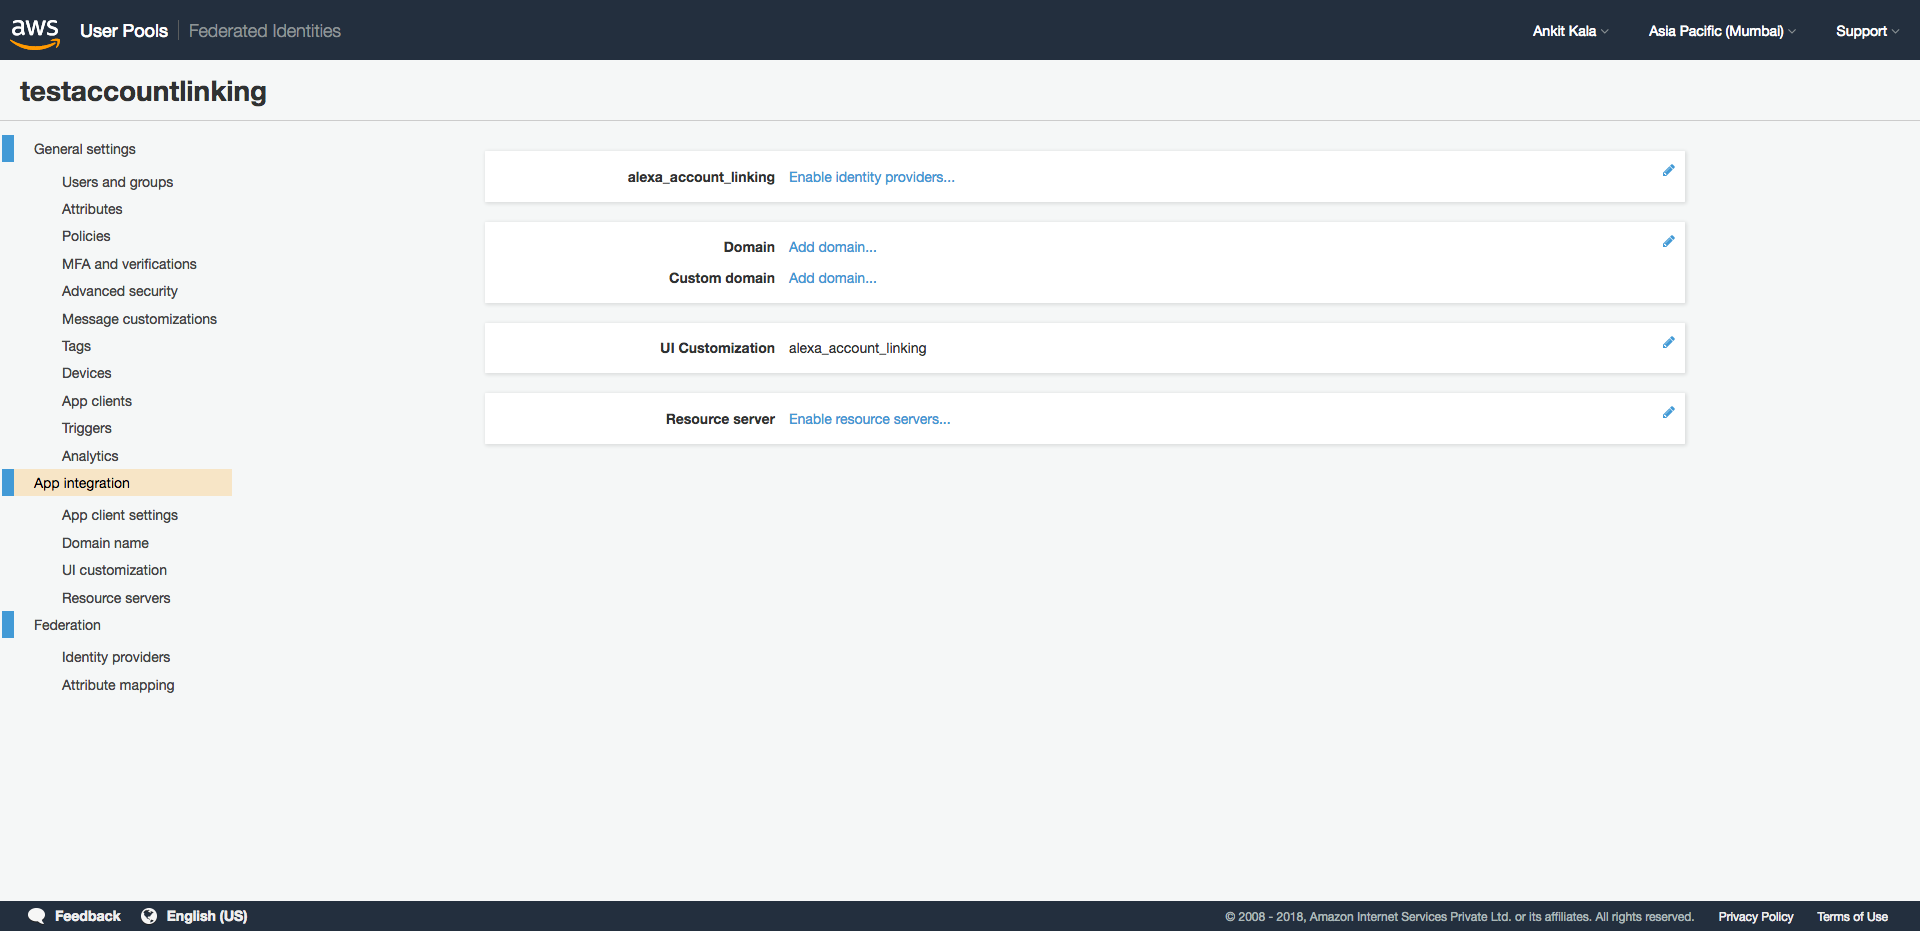 aws User Pools Federated Identities Ankit Kala Asia Pacific (Mumbai) Support
testaccountlinking
General settings
Users and groups
Attributes
Policies
MFA and verifications
Advanced security
Message customizations
Tags
Devices
App clients
Triggers
Analytics
App integration
App client settings
Domain name
UI customization
Resource servers
Federation
Identity providers
Attribute mapping
alexa_account_linking Enable identity providers...
Domain Add domain...
Custom domain Add domain...
UI Customization alexa_account_linking
Resource server Enable resource servers...
Feedback English (US) © 2008 - 2018, Amazon Internet Services Private Ltd. or its affiliates. All rights reserved. Privacy Policy Terms of Use